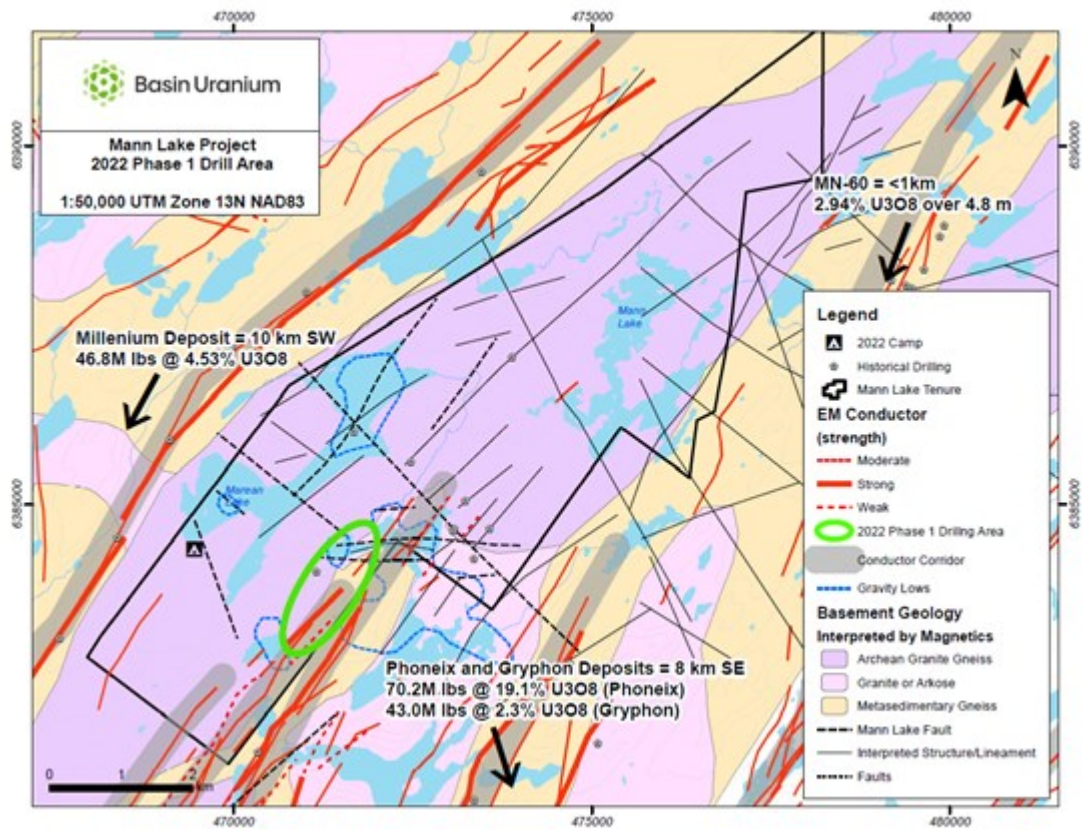 470000
475000
480000
Basin Uranium
Mann Lake Project
2022 Phase 1 Drill Area
1:50,000 UTM Zone 13N NAD83
N
6390000
6390000
MN-60 = <1km
2.94% U3O8 over 4.8 m
Mann
Lake
Millenium Deposit = 10 km SW
46.8M lbs @ 4.53% U3O8
Legend
2022 Camp
Historical Drilling
Mann Lake Tenure
EM Conductor
(strength)
Moderate
Strong
Weak
2022 Phase 1 Drilling Area
Conductor Corridor
Gravity Lows
Basement Geology
Interpreted by Magnetics
Archean Granite Gneiss
Granite or Arkose
Metasedimentary Gneiss
Mann Lake Fault
Interpreted Structure/Lineament
Faults
6385000
6385000
Lake
Phoneix and Gryphon Deposits = 8 km SE
70.2M lbs @ 19.1% U3O8 (Phoneix)
43.0M lbs @ 2.3% U3O8 (Gryphon)
0 1 2
km
470000
475000
480000